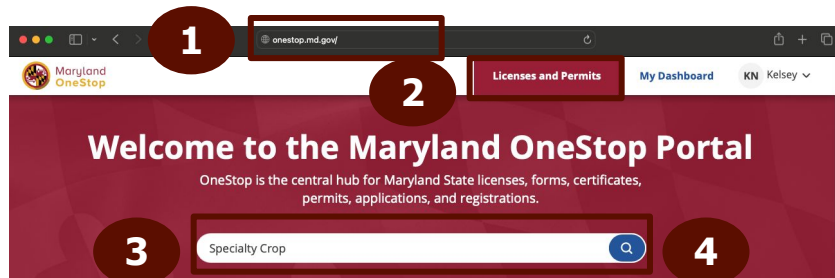 1
onestop.md.gov/
Maryland
OneStop
2
Licenses and Permits
My Dashboard
KN Kelsey
Welcome to the Maryland OneStop Portal
OneStop is the central hub for Maryland State licenses, forms, certificates,
permits, applications, and registrations.
3
Specialty Crop
4